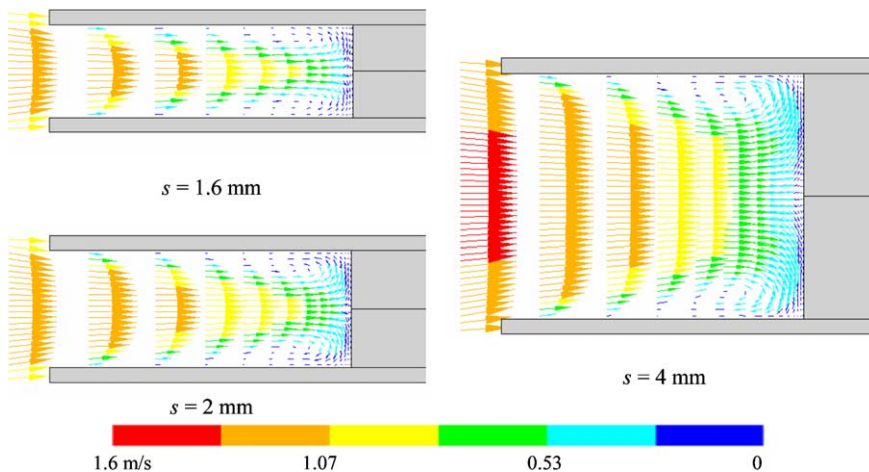 s = 1.6 mm
s = 2 mm
s = 4 mm
1.6 m/s 1.07 0.53 0